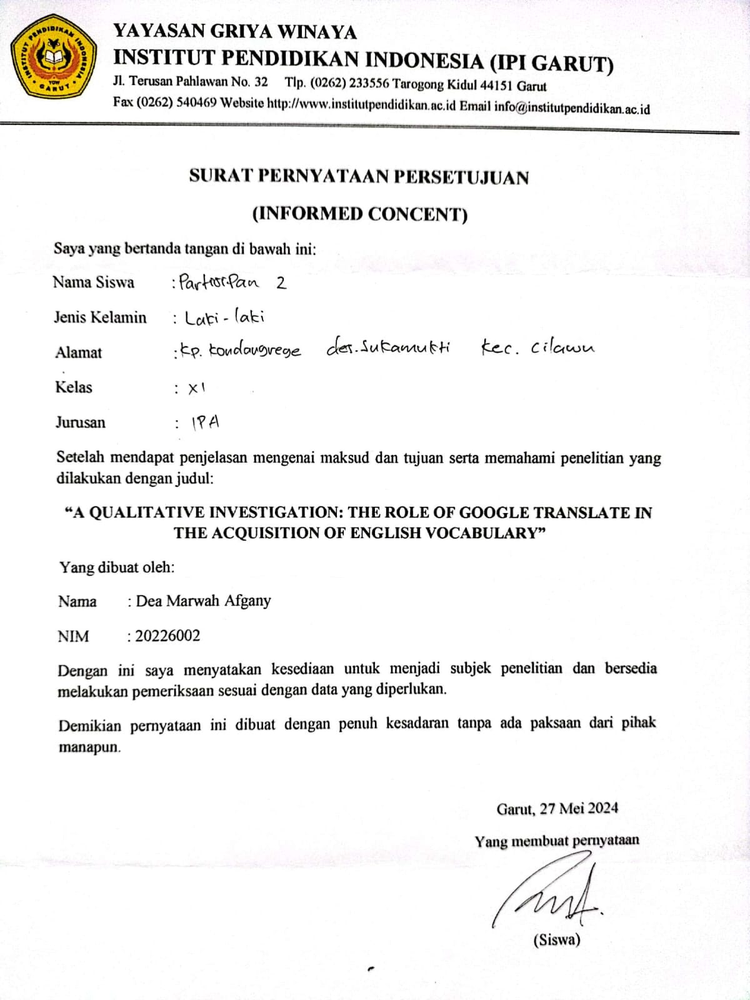 YAYASAN GRIYA WINAYA
INSTITUT PENDIDIKAN INDONESIA (IPI GARUT)
Jl. Terusan Pahlawan No. 32 Tlp. (0262) 233556 Tarogong Kidul 44151 Garut
Fax (0262) 540469 Website http://www.institutpendidikan.ac.id Email info@institutpendidikan.ac.id
INSTITUT PENDIDIKAN INDONESIA
YGW
GARUT
SURAT PERNYATAAN PERSETUJUAN
(INFORMED CONCENT)
Saya yang bertanda tangan di bawah ini:
Nama Siswa : 2
Jenis Kelamin : Laki-laki
Alamat : kp. des. Sukamukti kec. cilawu
Kelas : XI
Jurusan : IPA
Setelah mendapat penjelasan mengenai maksud dan tujuan serta memahami penelitian yang
dilakukan dengan judul:
“A QUALITATIVE INVESTIGATION: THE ROLE OF GOOGLE TRANSLATE IN
THE ACQUISITION OF ENGLISH VOCABULARY”
Yang dibuat oleh:
Nama : Dea Marwah Afgany
NIM : 20226002
Dengan ini saya menyatakan kesediaan untuk menjadi subjek penelitian dan bersedia
melakukan pemeriksaan sesuai dengan data yang diperlukan.
Demikian pernyataan ini dibuat dengan penuh kesadaran tanpa ada paksaan dari pihak
manapun.
Garut, 27 Mei 2024
Yang membuat pernyataan
(Siswa)